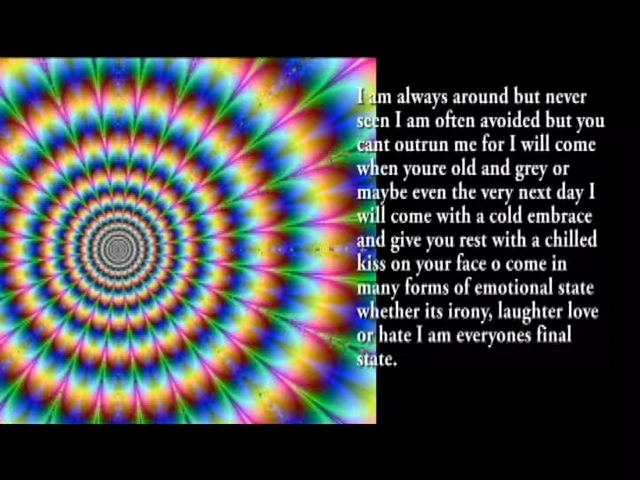 I am always around but never
seen I am often avoided but you
cant outrun me for I will come
when youre old and grey or
maybe even the very next day I
will come with a cold embrace
and give you rest with a chilled
kiss on your face o come in
many forms of emotional state
whether its irony, laughter love
or hate I am everyones final
state.